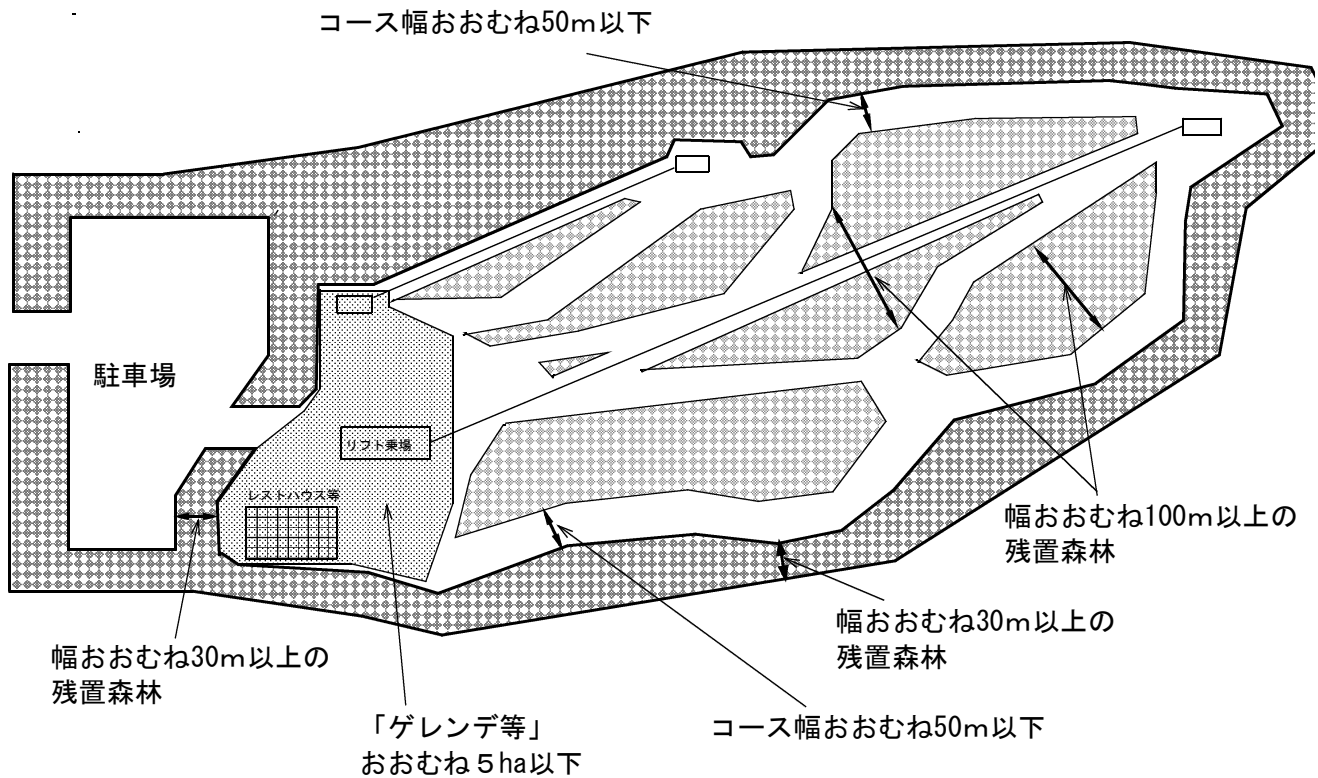 コース幅おおむね50m以下
駐車場
リフト乗場
レストハウス等
幅おおむね100m以上の
残置森林
幅おおむね30m以上の
残置森林
幅おおむね30m以上の
残置森林
「ゲレンデ等」
おおむね５ha以下
コース幅おおむね50m以下